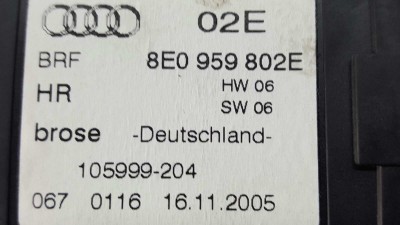 02E
BRF 8E0 959 802E
HR HW 06
SW 06
brose -Deutschland-
105999-204
067 0116 16.11.2005